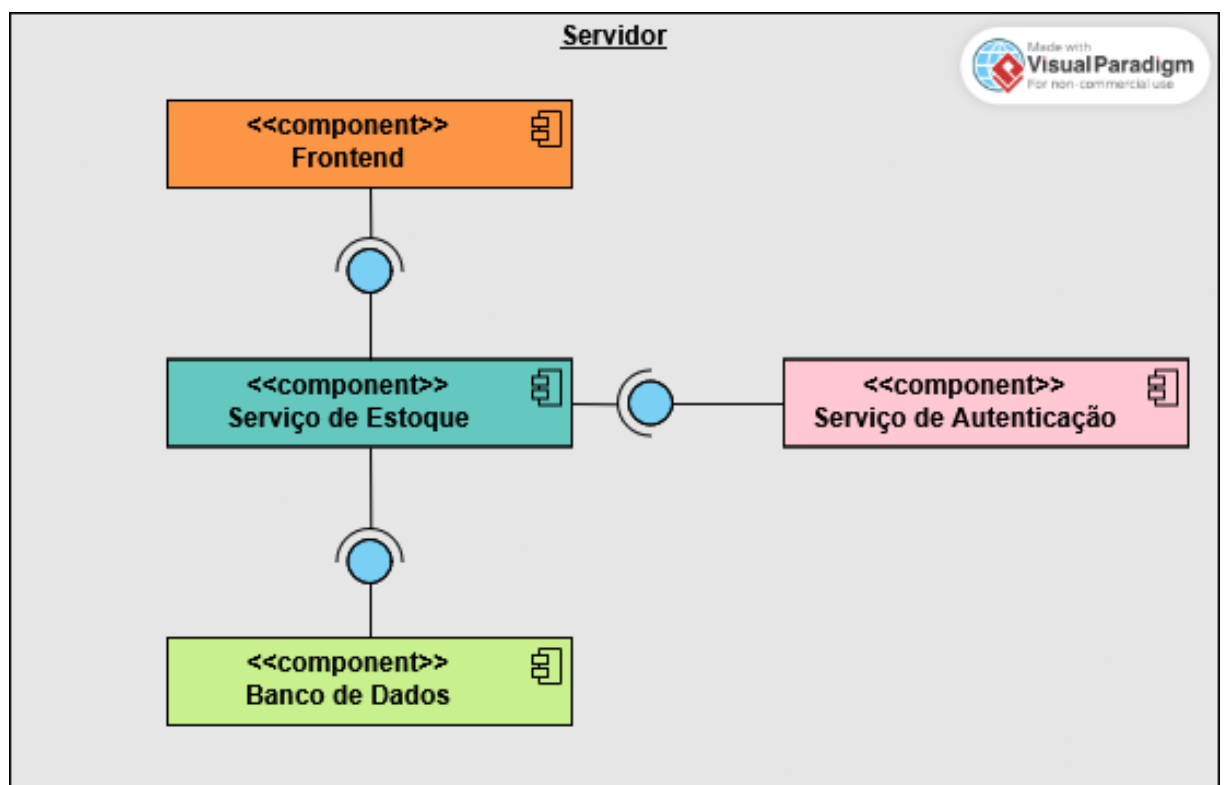 Servidor
Made with
Visual Paradigm
For non-commercial use
<<component>>
Frontend
<<component>>
Serviço de Estoque
<<component>>
Serviço de Autenticação
<<component>>
Banco de Dados